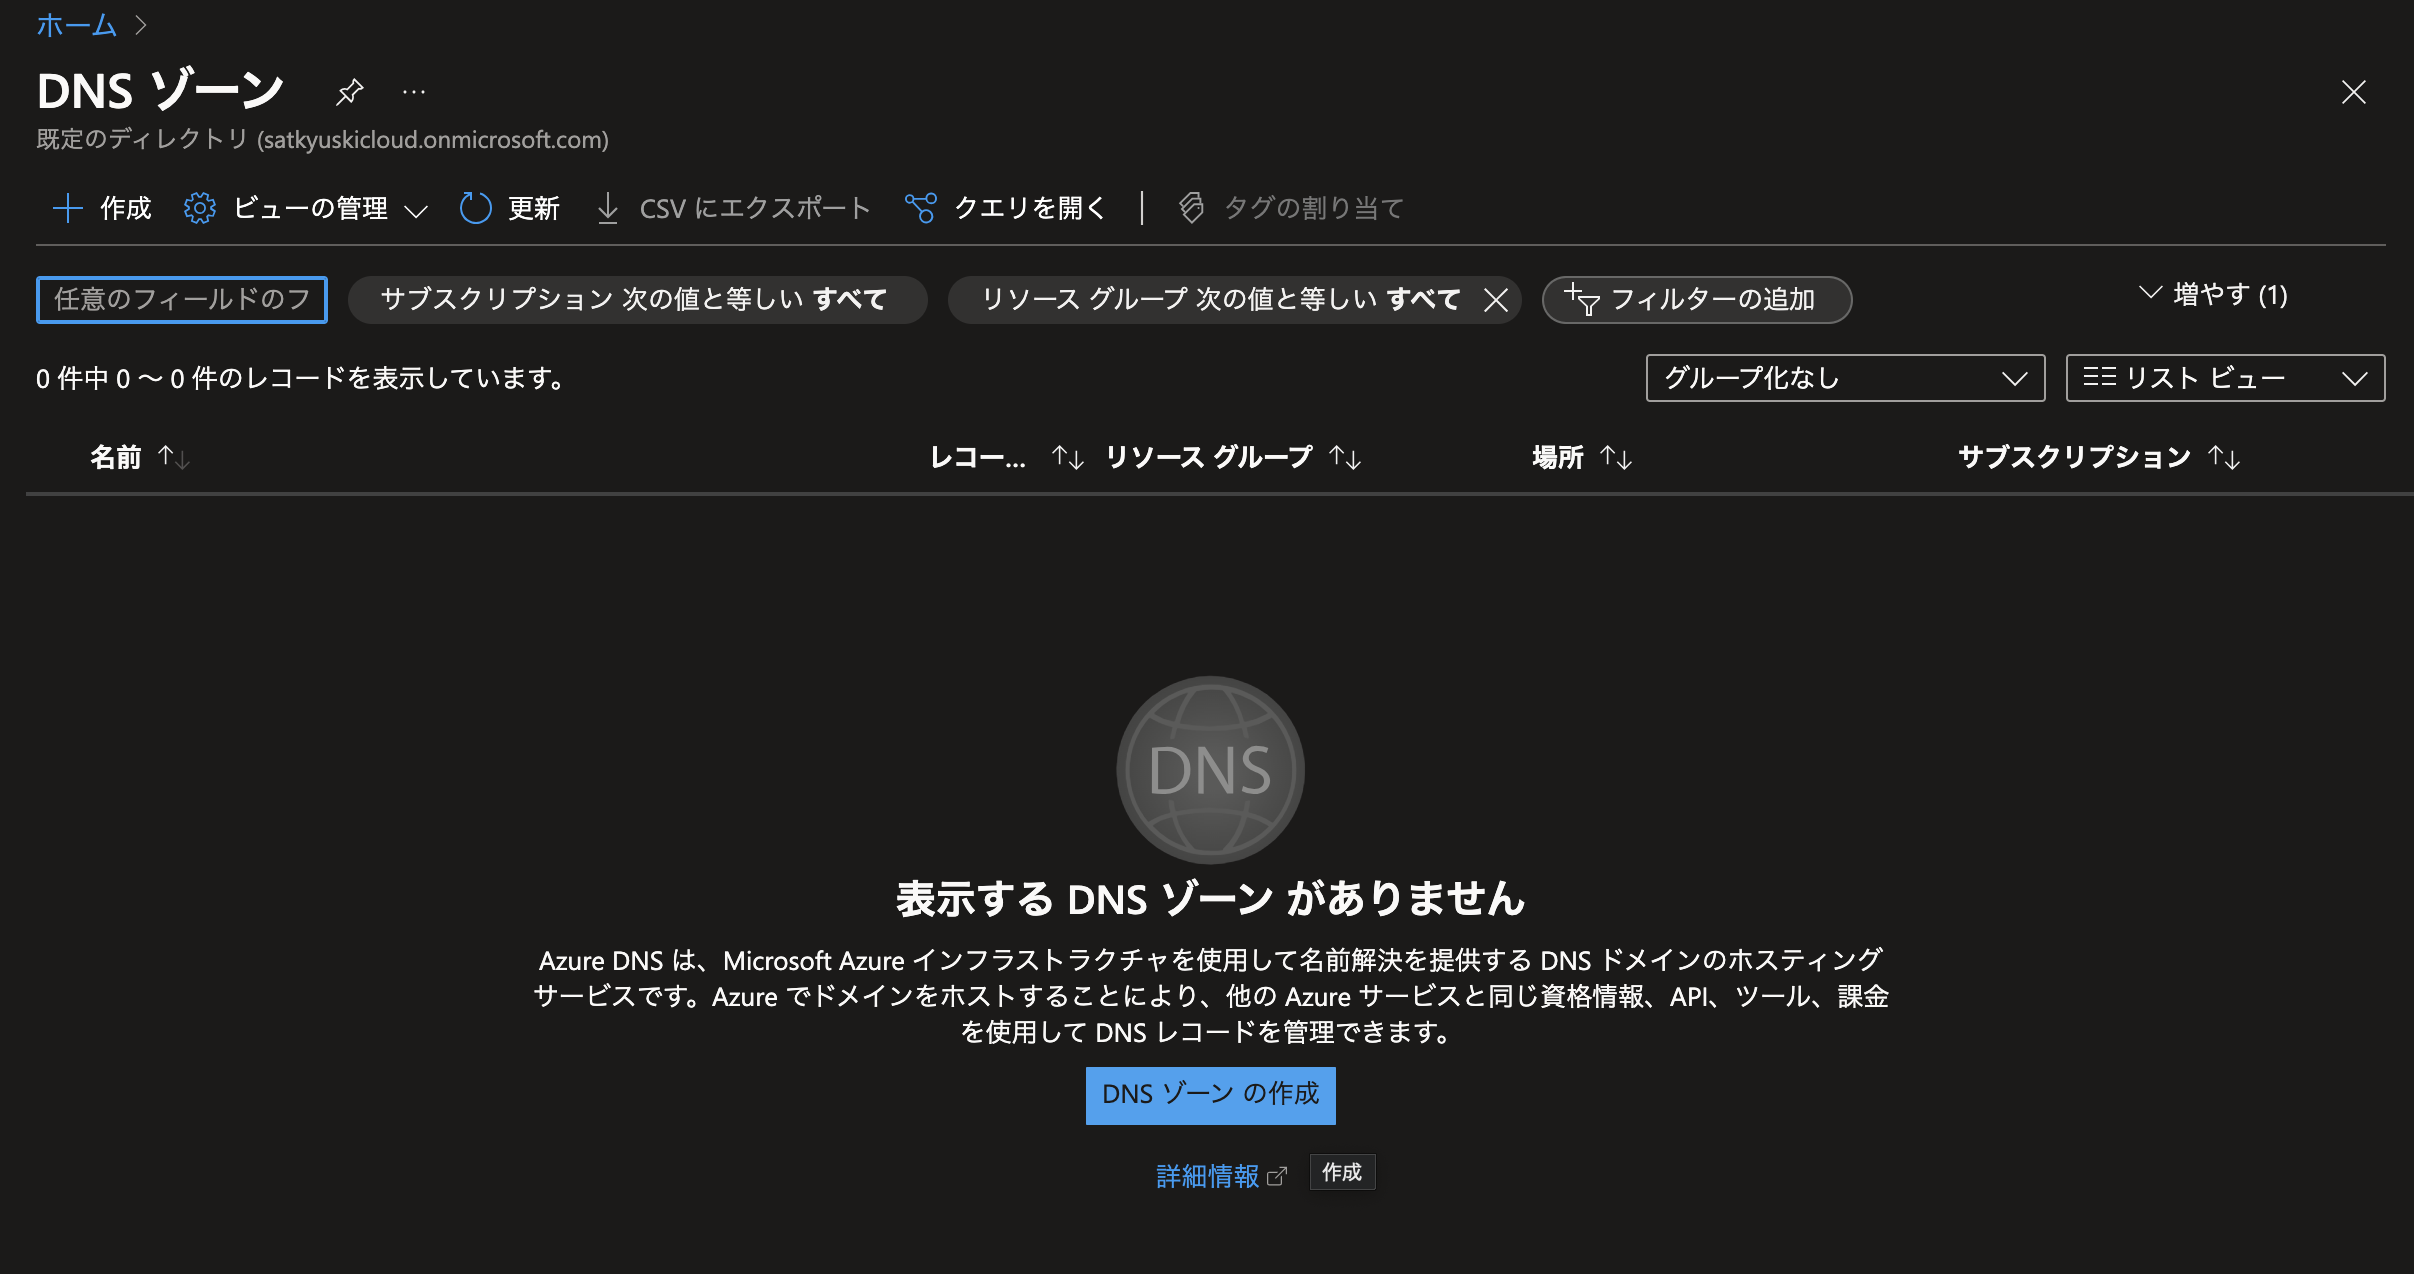 ホーム
DNS ゾーン
既定のディレクトリ (satkyuskicloud.onmicrosoft.com)
作成 ビューの管理 更新 CSV にエクスポート クエリを開く タグの割り当て
任意のフィールドのフ サブスクリプション 次の値と等しい すべて リソース グループ 次の値と等しい すべて フィルターの追加 増やす (1)
0 件中 0 ～ 0 件のレコードを表示しています。 グループ化なし リスト ビュー
名前 レコー... リソース グループ 場所 サブスクリプション
DNS
表示する DNS ゾーン がありません
Azure DNS は、Microsoft Azure インフラストラクチャを使用して名前解決を提供する DNS ドメインのホスティング
サービスです。Azure でドメインをホストすることにより、他の Azure サービスと同じ資格情報、API、ツール、課金
を使用して DNS レコードを管理できます。
DNS ゾーン の作成
詳細情報 作成